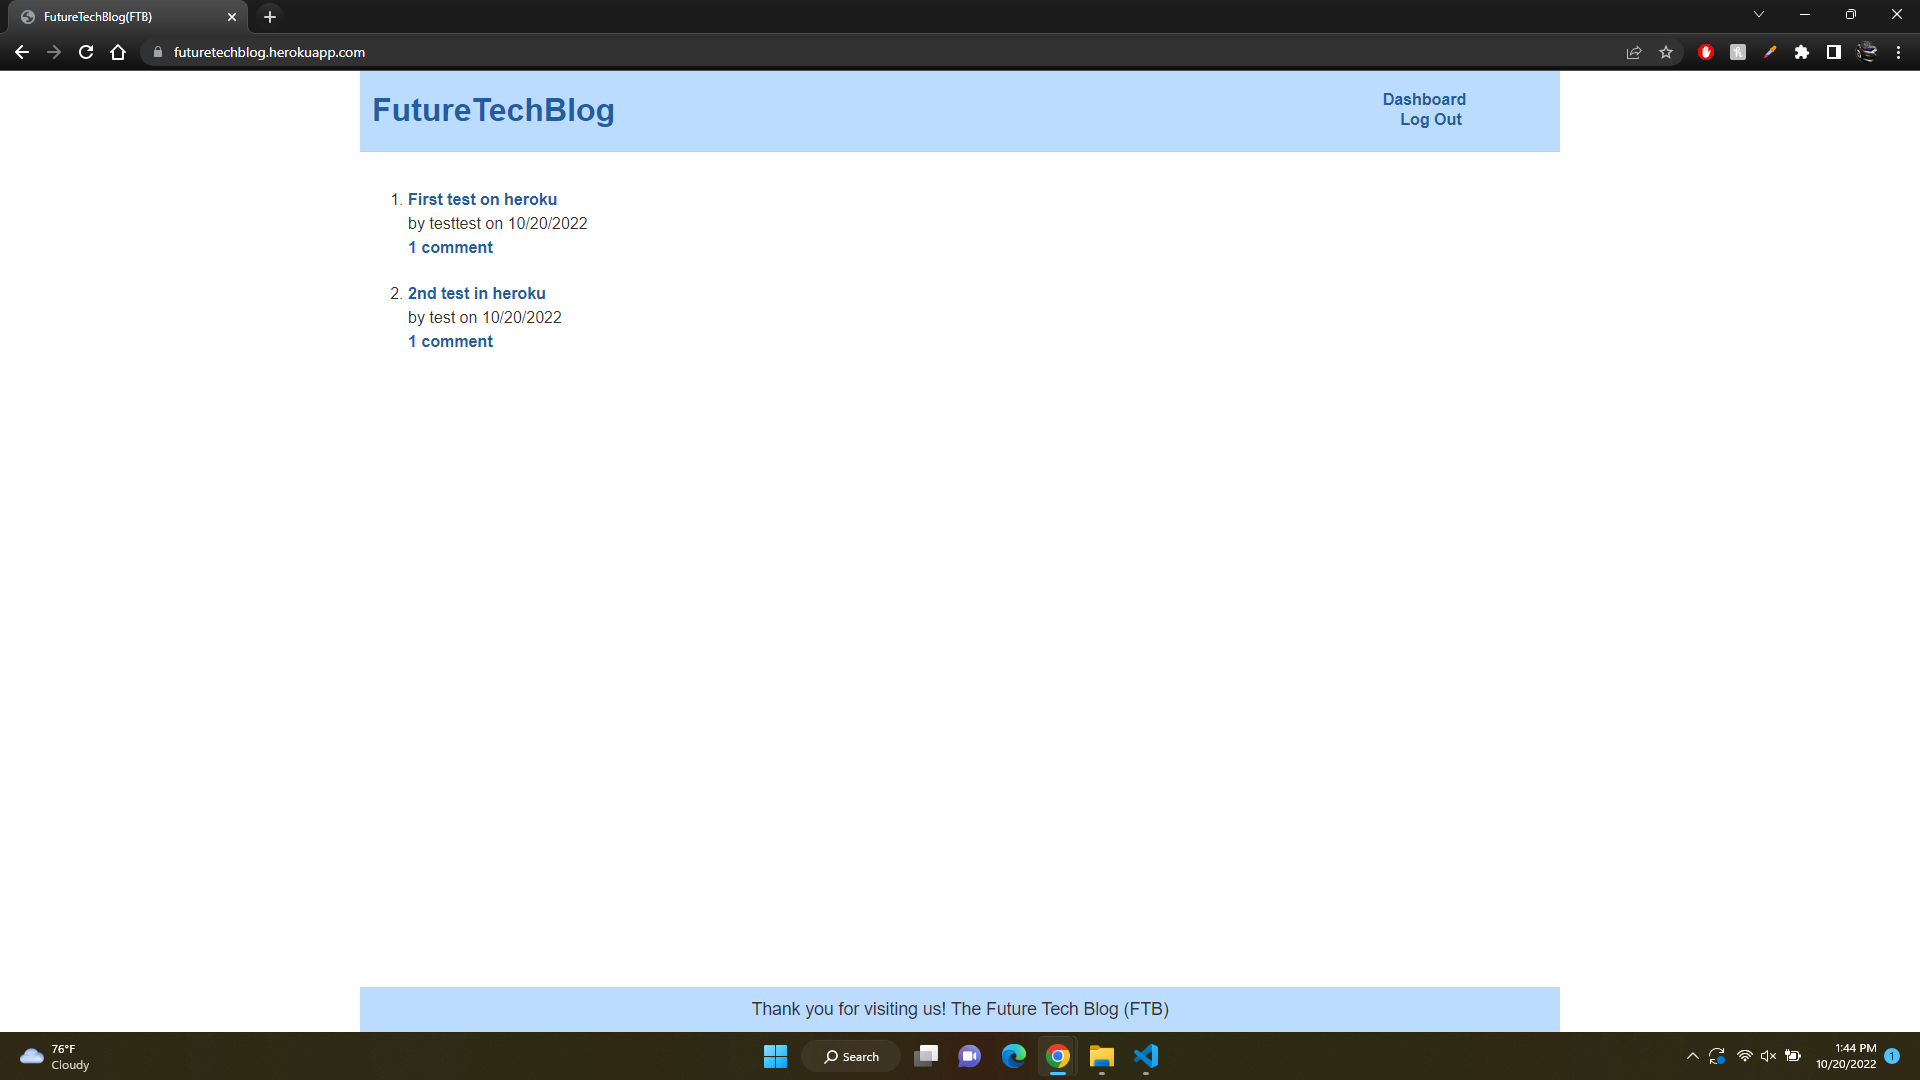 FutureTechBlog(FTB)
futuretechblog.herokuapp.com
FutureTechBlog
Dashboard
Log Out
1. First test on heroku
by testtest on 10/20/2022
1 comment
2. 2nd test in heroku
by test on 10/20/2022
1 comment
Thank you for visiting us! The Future Tech Blog (FTB)
76°F
Cloudy
Search
1:44 PM
10/20/2022
1